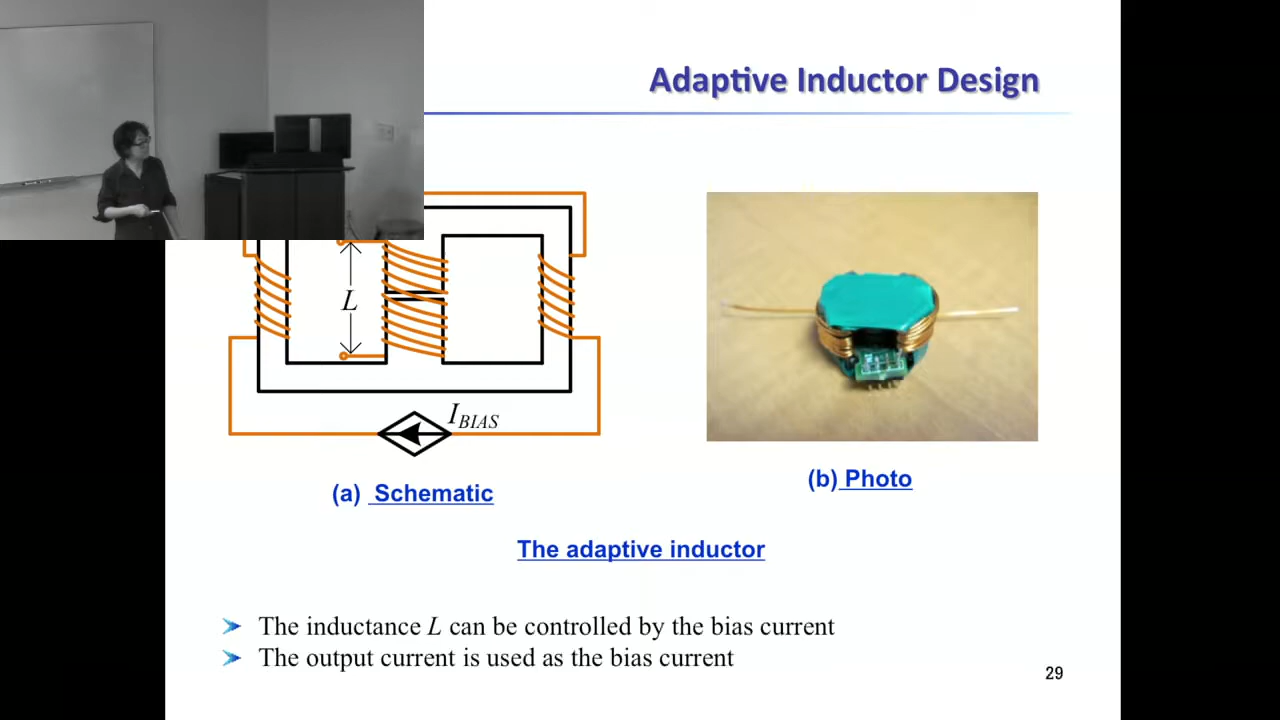 Adaptive Inductor Design
L
IBIAS
(a) Schematic
(b) Photo
The adaptive inductor
The inductance L can be controlled by the bias current
The output current is used as the bias current
29